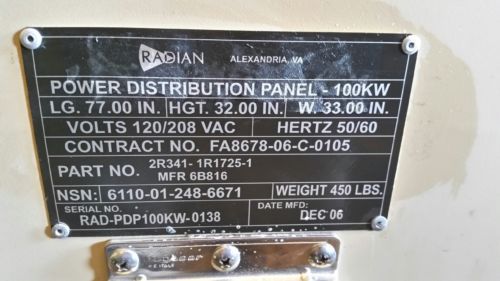 RADIAN ALEXANDRIA, VA
POWER DISTRIBUTION PANEL - 100KW
LG. 77.00 IN. HGT. 32.00 IN. W. 33.00 IN.
VOLTS 120/208 VAC HERTZ 50/60
CONTRACT NO. FA8678-06-C-0105
PART NO. 2R341- 1R1725-1
MFR 6B816
NSN: 6110-01-248-6671 WEIGHT 450 LBS.
SERIAL NO. DATE MFD:
RAD-PDP100KW-0138 DEC 06